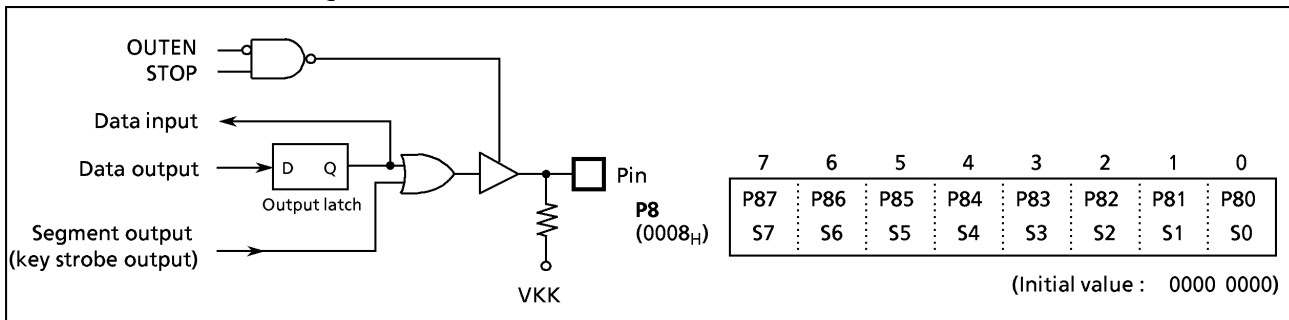 OUTEN
STOP
Data input
Data output
D Q
Output latch
Segment output
(key strobe output)
Pin
VKK
P8
(0008H)
7 6 5 4 3 2 1 0
P87 P86 P85 P84 P83 P82 P81 P80
S7 S6 S5 S4 S3 S2 S1 S0
(Initial value : 0000 0000)